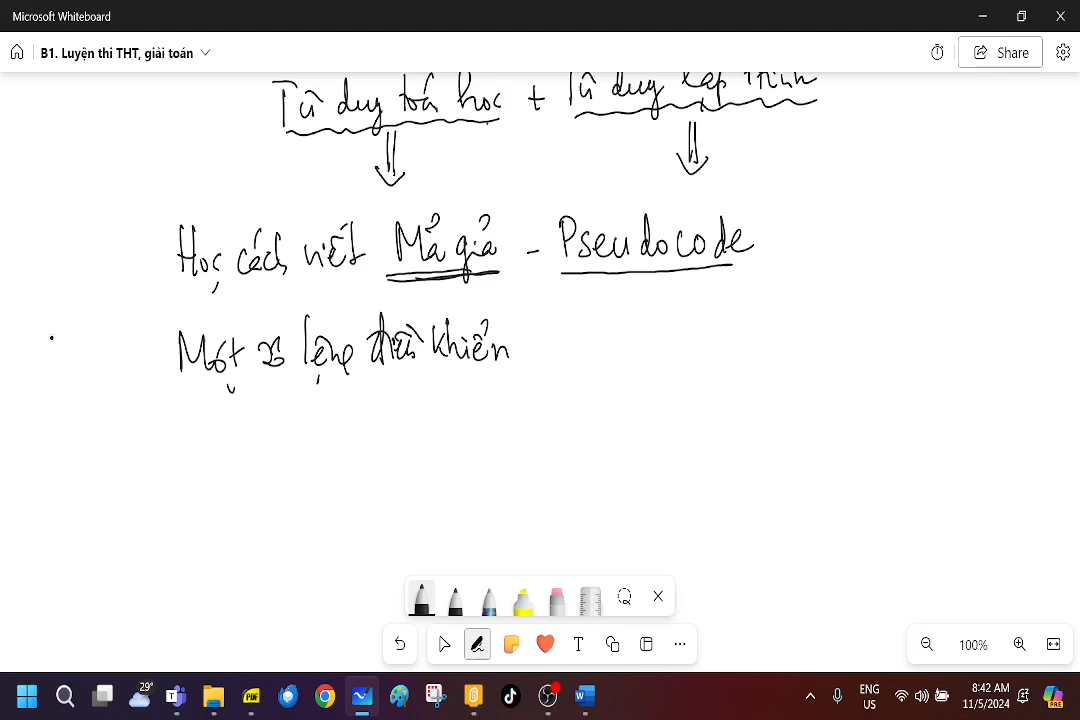 Microsoft Whiteboard
B1. Luyện thi THT, giải toán
Share
Tư duy toán học + Tư duy lập trình
Học cách viết Mã giả - Pseudocode
Một số lệnh điều khiển
100%
29°
ENG
US
8:42 AM
11/5/2024